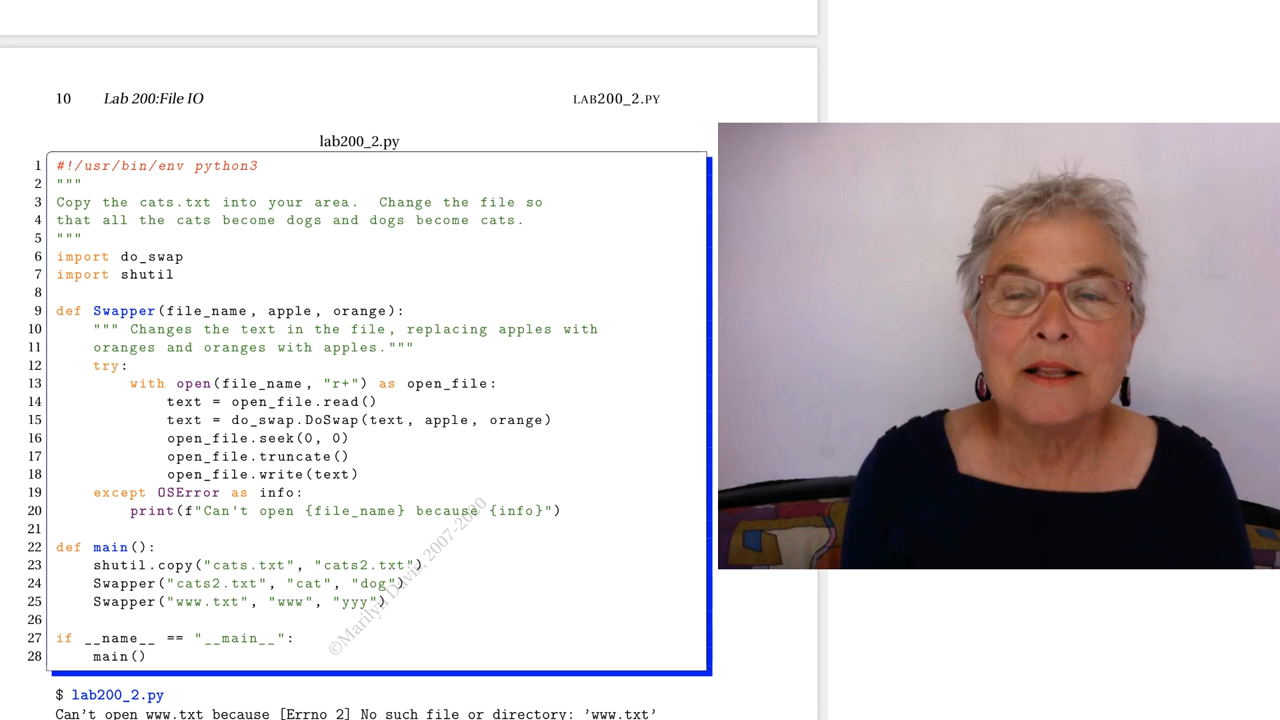 10 Lab 200:File IO LAB200_2.PY
lab200_2.py
1 #!/usr/bin/env python3
2 """
3 Copy the cats.txt into your area.  Change the file so
4 that all the cats become dogs and dogs become cats.
5 """
6 import do_swap
7 import shutil
8
9 def Swapper(file_name, apple, orange):
10     """ Changes the text in the file, replacing apples with
11     oranges and oranges with apples."""
12     try:
13         with open(file_name, "r+") as open_file:
14             text = open_file.read()
15             text = do_swap.DoSwap(text, apple, orange)
16             open_file.seek(0, 0)
17             open_file.truncate()
18             open_file.write(text)
19     except OSError as info:
20         print(f"Can't open {file_name} because {info}")
21
22 def main():
23     shutil.copy("cats.txt", "cats2.txt")
24     Swapper("cats2.txt", "cat", "dog")
25     Swapper("www.txt", "www", "yyy")
26
27 if __name__ == "__main__":
28     main()
©Marilyn Davis, 2007-2020
$ lab200_2.py
Can't open www.txt because [Errno 2] No such file or directory: 'www.txt'